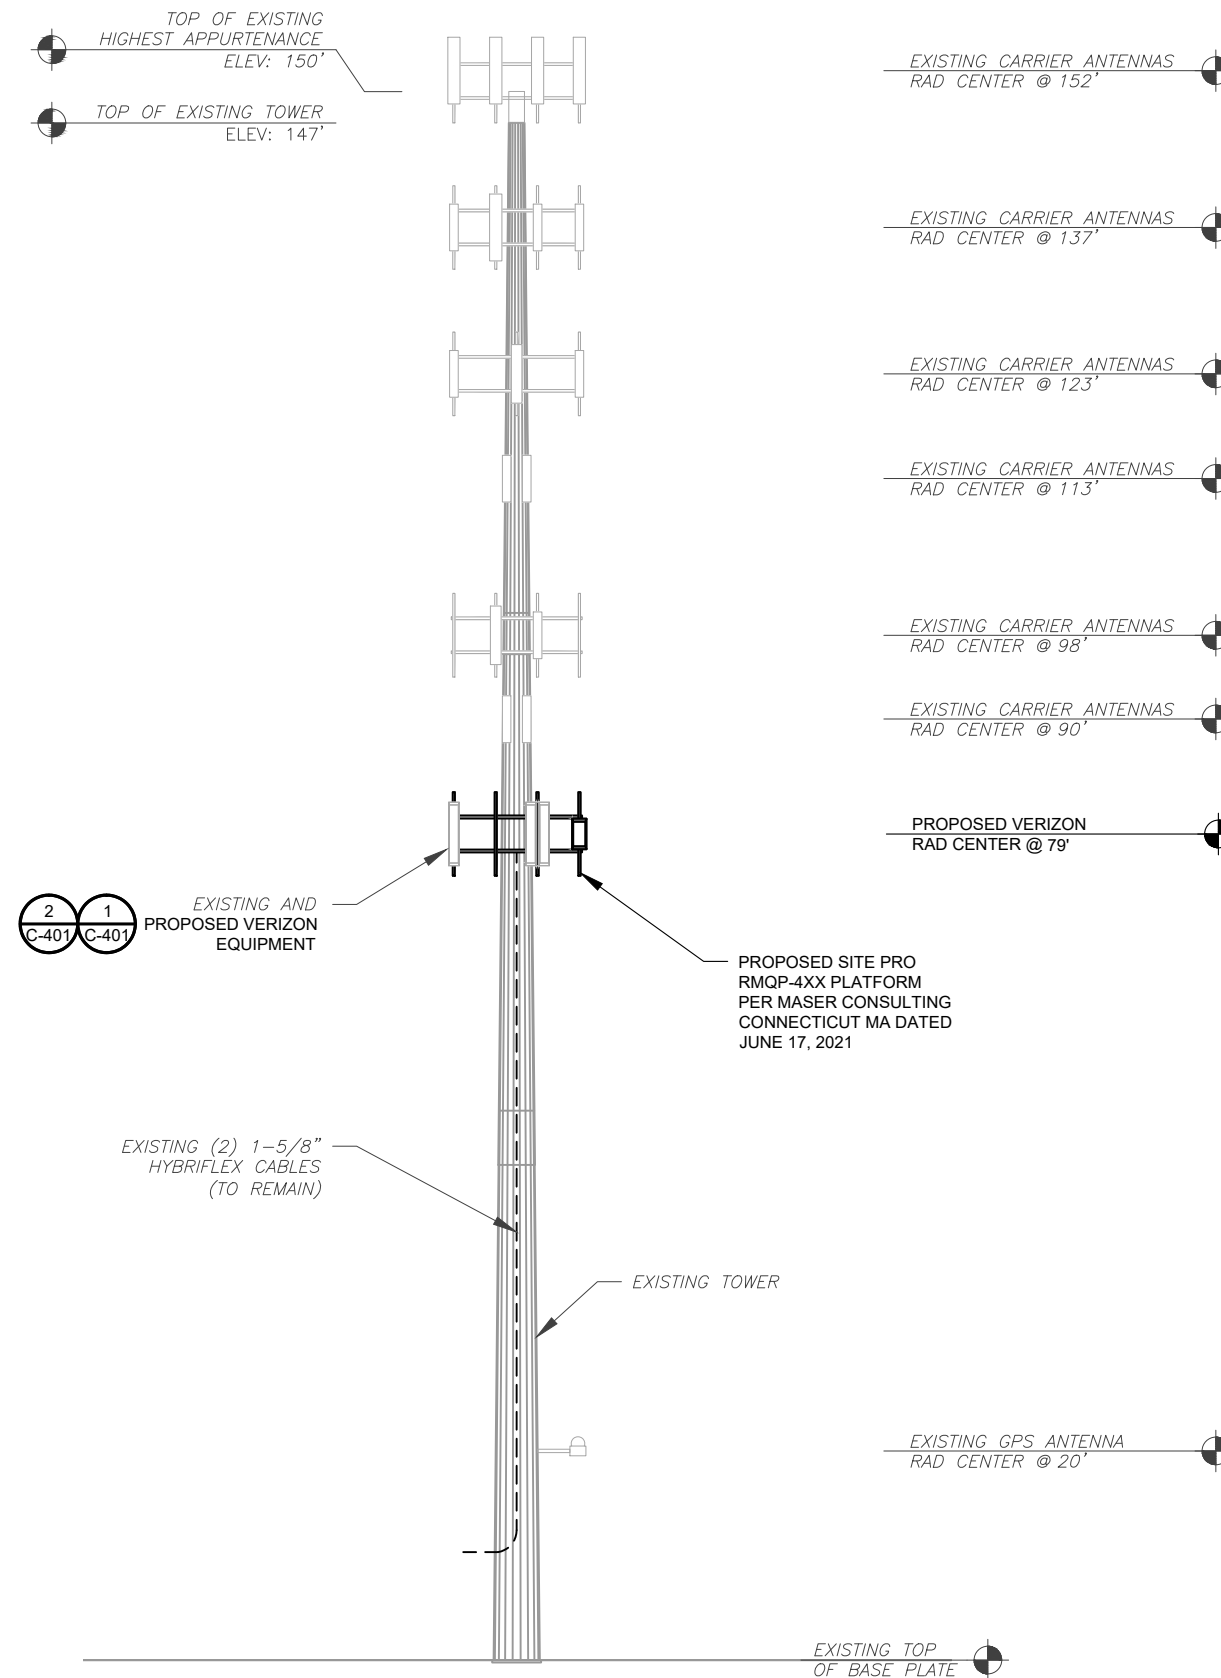 TOP OF EXISTING
HIGHEST APPURTENANCE
ELEV: 150'
TOP OF EXISTING TOWER
ELEV: 147'
EXISTING CARRIER ANTENNAS
RAD CENTER @ 152'
EXISTING CARRIER ANTENNAS
RAD CENTER @ 137'
EXISTING CARRIER ANTENNAS
RAD CENTER @ 123'
EXISTING CARRIER ANTENNAS
RAD CENTER @ 113'
EXISTING CARRIER ANTENNAS
RAD CENTER @ 98'
EXISTING CARRIER ANTENNAS
RAD CENTER @ 90'
PROPOSED VERIZON
RAD CENTER @ 79'
2
C-401
1
C-401
EXISTING AND
PROPOSED VERIZON
EQUIPMENT
PROPOSED SITE PRO
RMQP-4XX PLATFORM
PER MASER CONSULTING
CONNECTICUT MA DATED
JUNE 17, 2021
EXISTING (2) 1-5/8"
HYBRIFLEX CABLES
(TO REMAIN)
EXISTING TOWER
EXISTING GPS ANTENNA
RAD CENTER @ 20'
EXISTING TOP
OF BASE PLATE